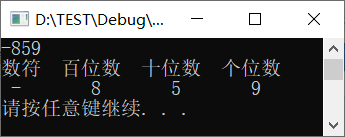 D:\TEST\Debug\,...
-859
数符 百位数 十位数 个位数
- 8 5 9
请按任意键继续. . .